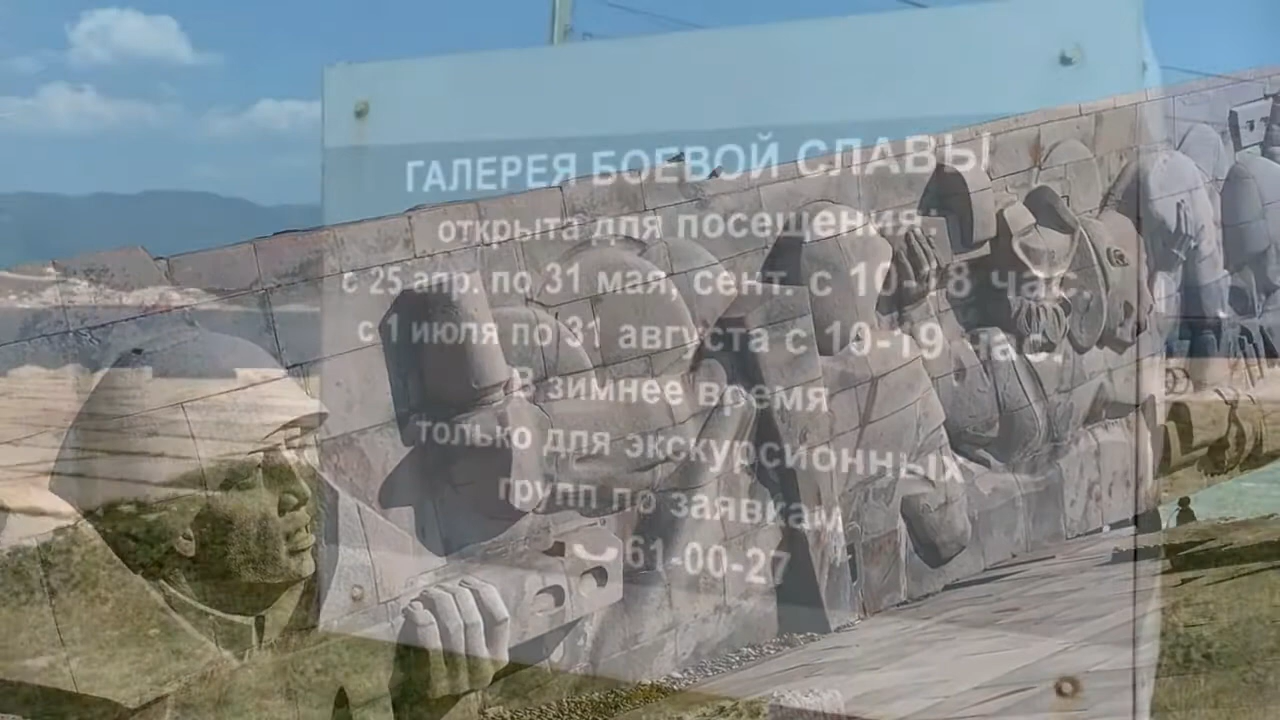 ГАЛЕРЕЯ БОЕВОЙ СЛАВЫ
открыта для посещения:
с 25 апр. по 31 мая, сент. с 10-18 час.
с 1 июля по 31 августа с 10-19 час.
В зимнее время
только для экскурсионных
групп по заявкам
61-00-27